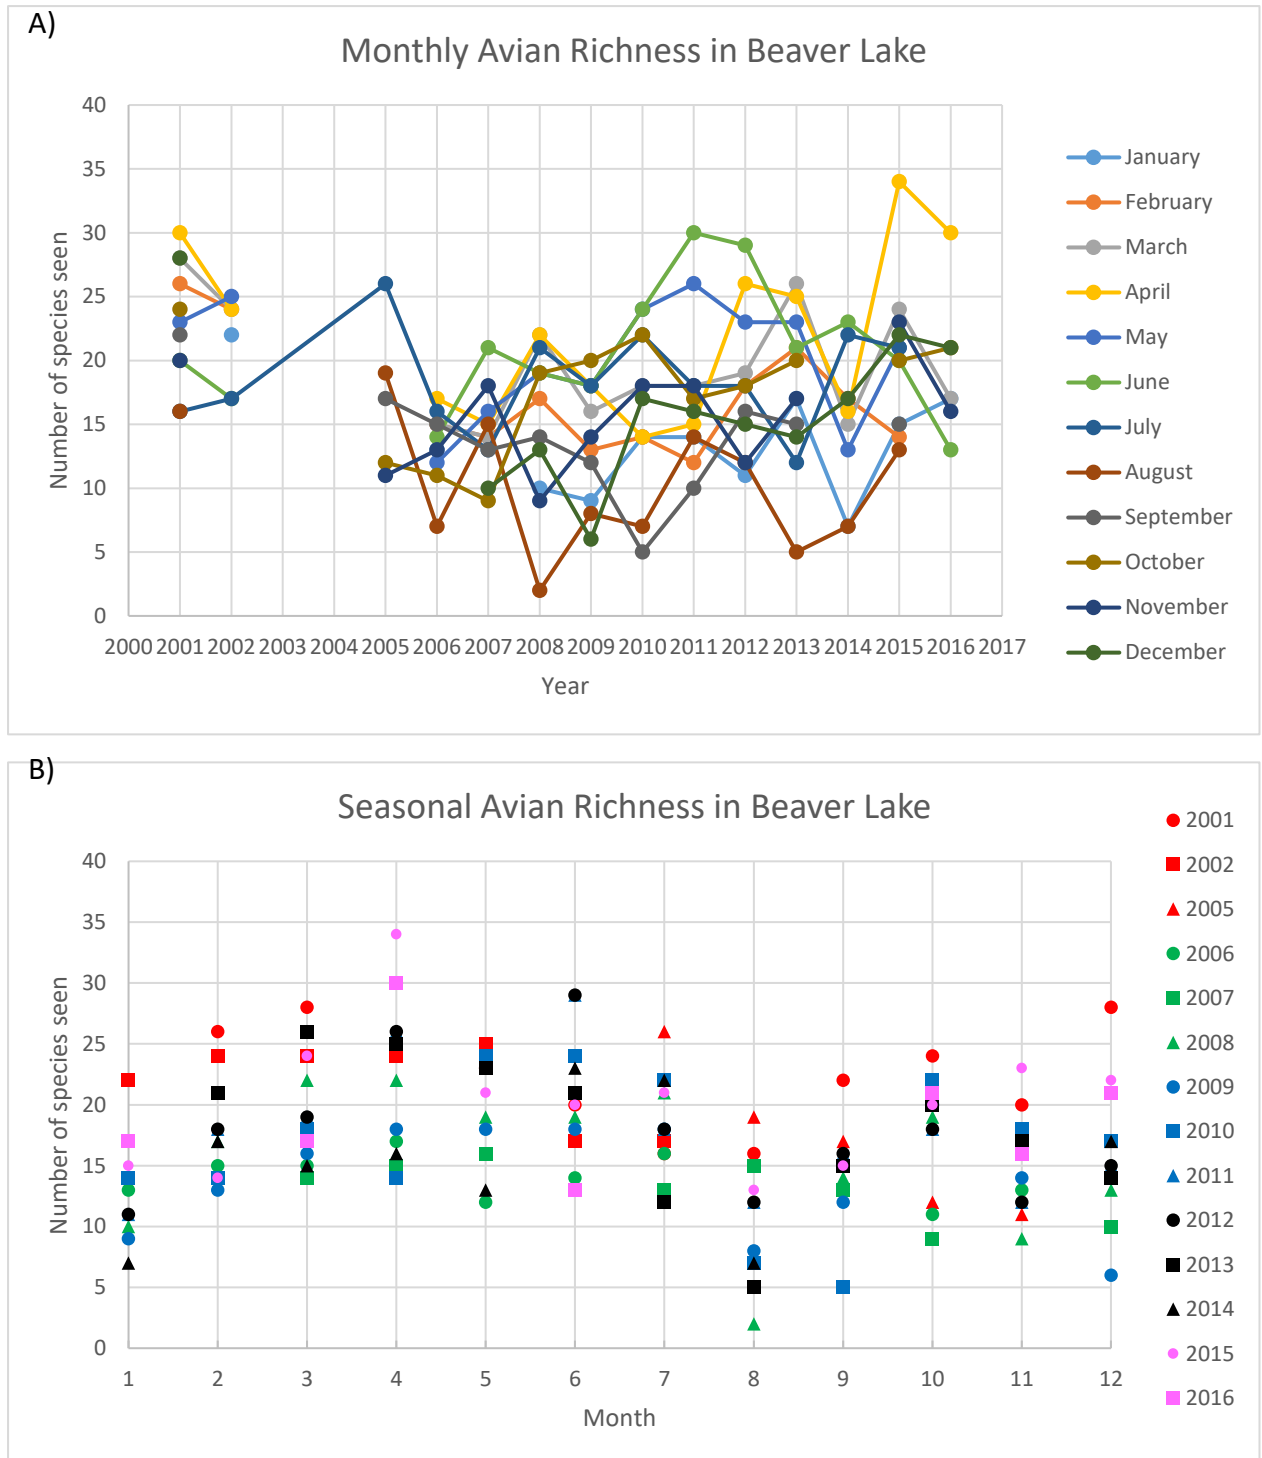 A)
Monthly Avian Richness in Beaver Lake
40
35
30
25
20
15
10
5
0
Number of species seen
2000 2001 2002 2003 2004 2005 2006 2007 2008 2009 2010 2011 2012 2013 2014 2015 2016 2017
Year
January
February
March
April
May
June
July
August
September
October
November
December
B)
Seasonal Avian Richness in Beaver Lake
40
35
30
25
20
15
10
5
0
Number of species seen
1 2 3 4 5 6 7 8 9 10 11 12
Month
2001
2002
2005
2006
2007
2008
2009
2010
2011
2012
2013
2014
2015
2016